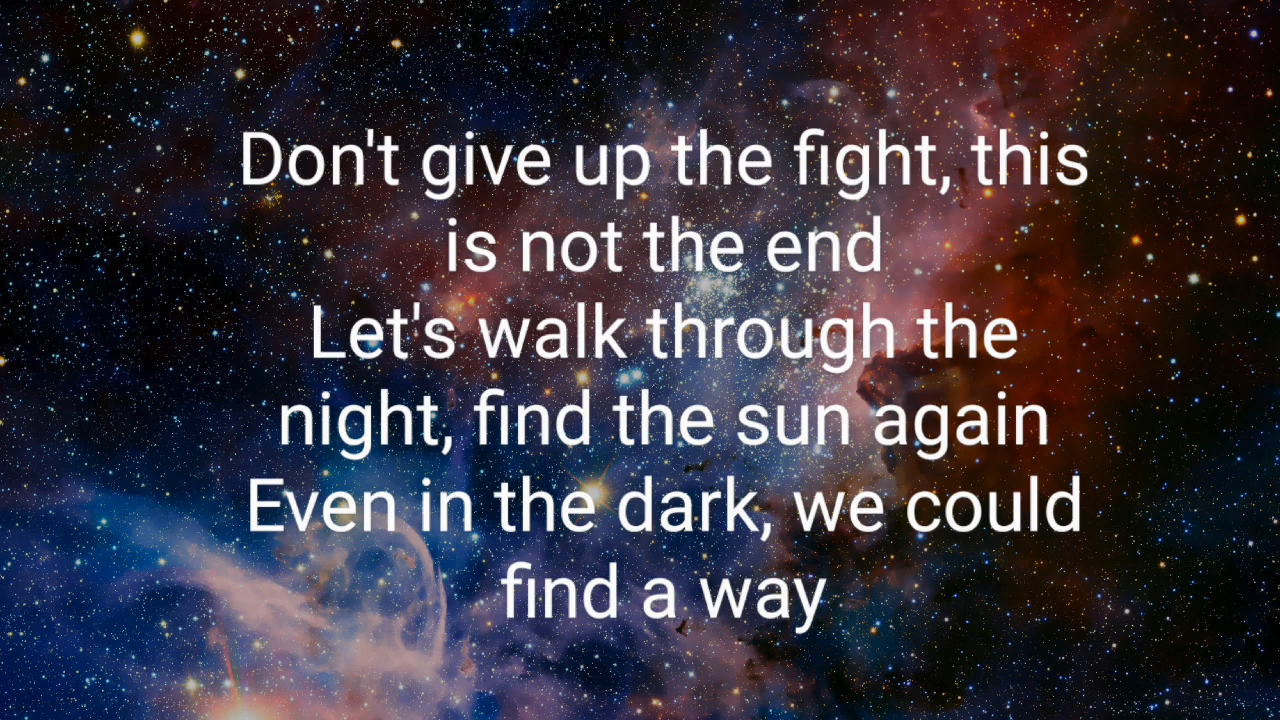 Don't give up the fight, this
is not the end
Let's walk through the
night, find the sun again
Even in the dark, we could
find a way